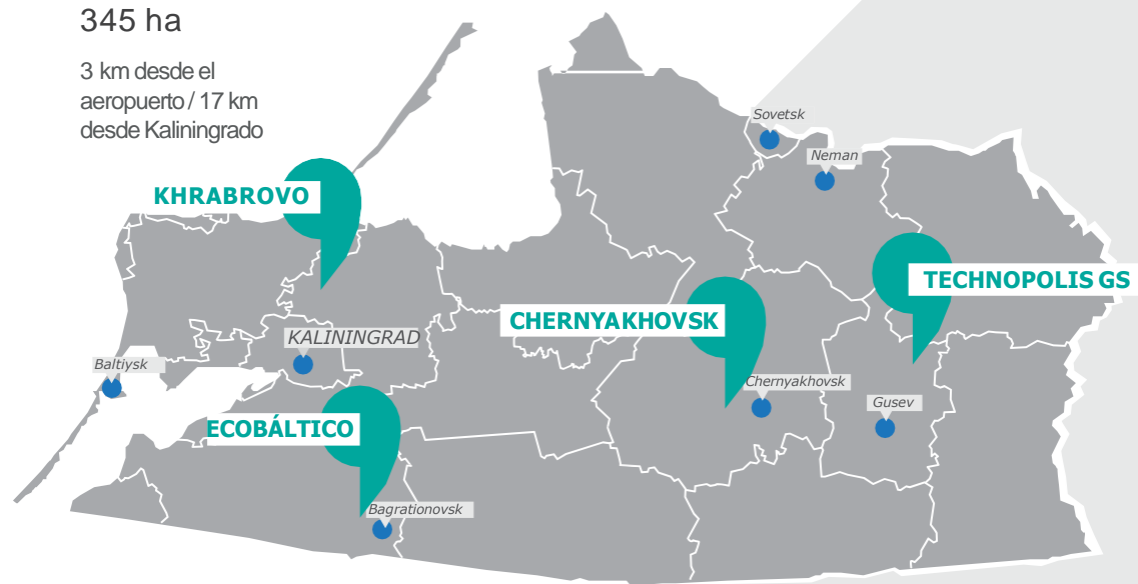 345 ha
3 km desde el
aeropuerto / 17 km
desde Kaliningrado
Sovetsk
Neman
KHRABROVO
TECHNOPOLIS GS
CHERNYAKHOVSK
KALININGRAD
Baltiysk
Chernyakhovsk
Gusev
ECOBÁLTICO
Bagrationovsk